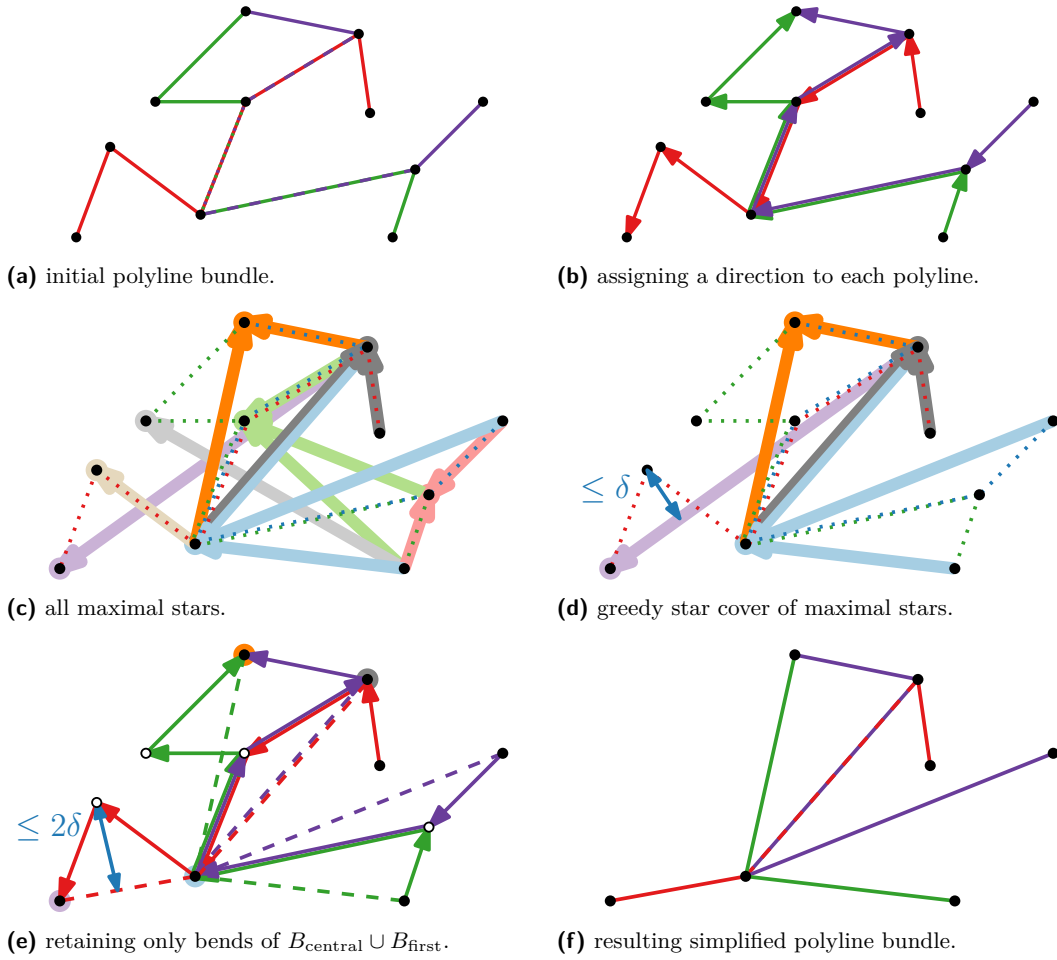 (a) initial polyline bundle.
(b) assigning a direction to each polyline.
≤ δ
(c) all maximal stars.
(d) greedy star cover of maximal stars.
≤ 2δ
(e) retaining only bends of B_central ∪ B_first.
(f) resulting simplified polyline bundle.